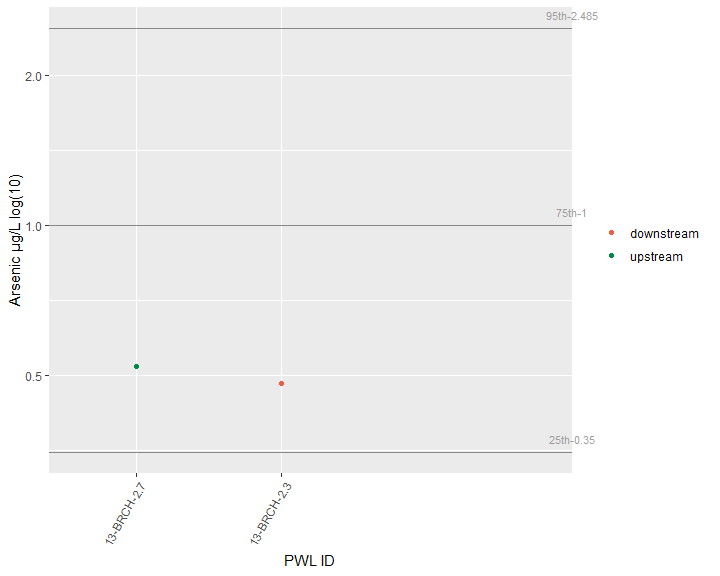 95th-2.485
2.0
75th-1
1.0
0.5
25th-0.35
Arsenic µg/L log(10)
13-BRCH-2.7
13-BRCH-2.3
PWL ID
downstream
upstream